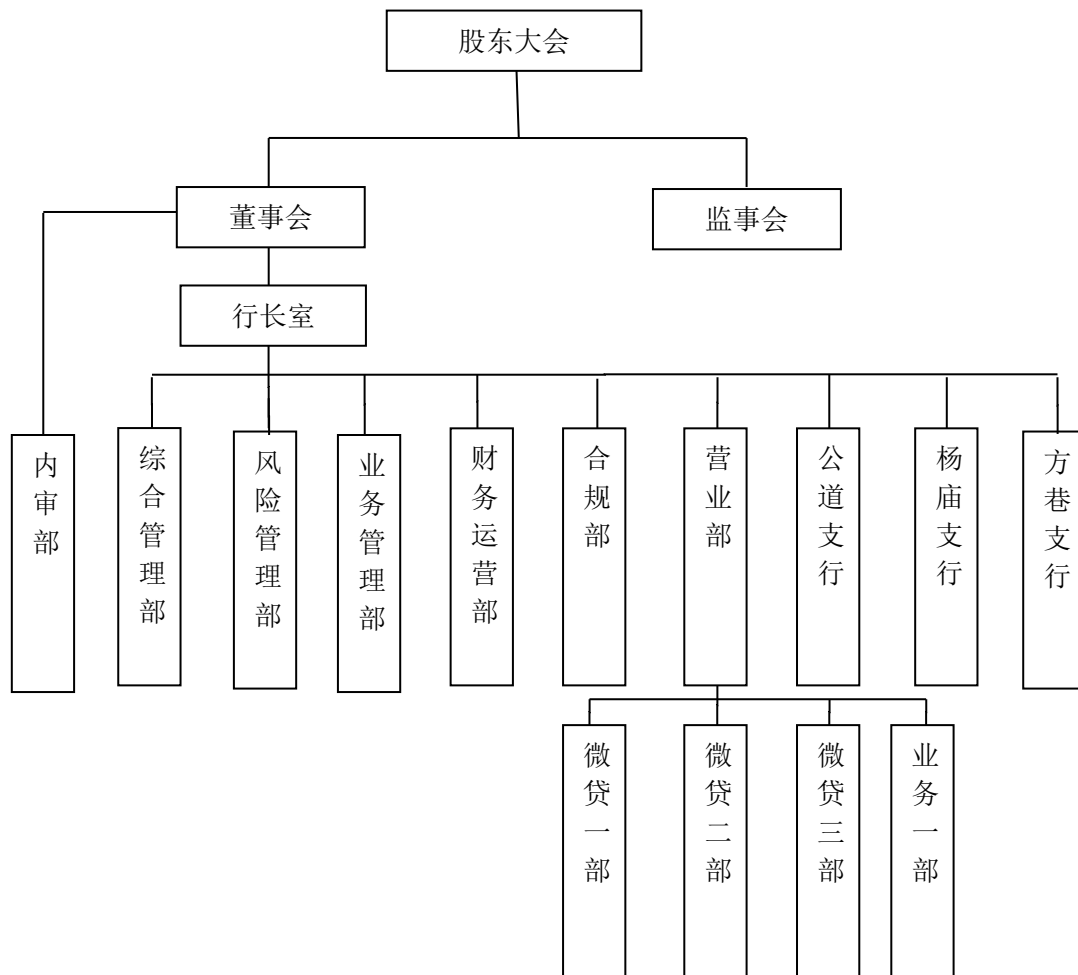 股东大会
董事会
监事会
行长室
内审部
综合管理部
风险管理部
业务管理部
财务运营部
合规部
营业部
公道支行
杨庙支行
方巷支行
微贷一部
微贷二部
微贷三部
业务一部